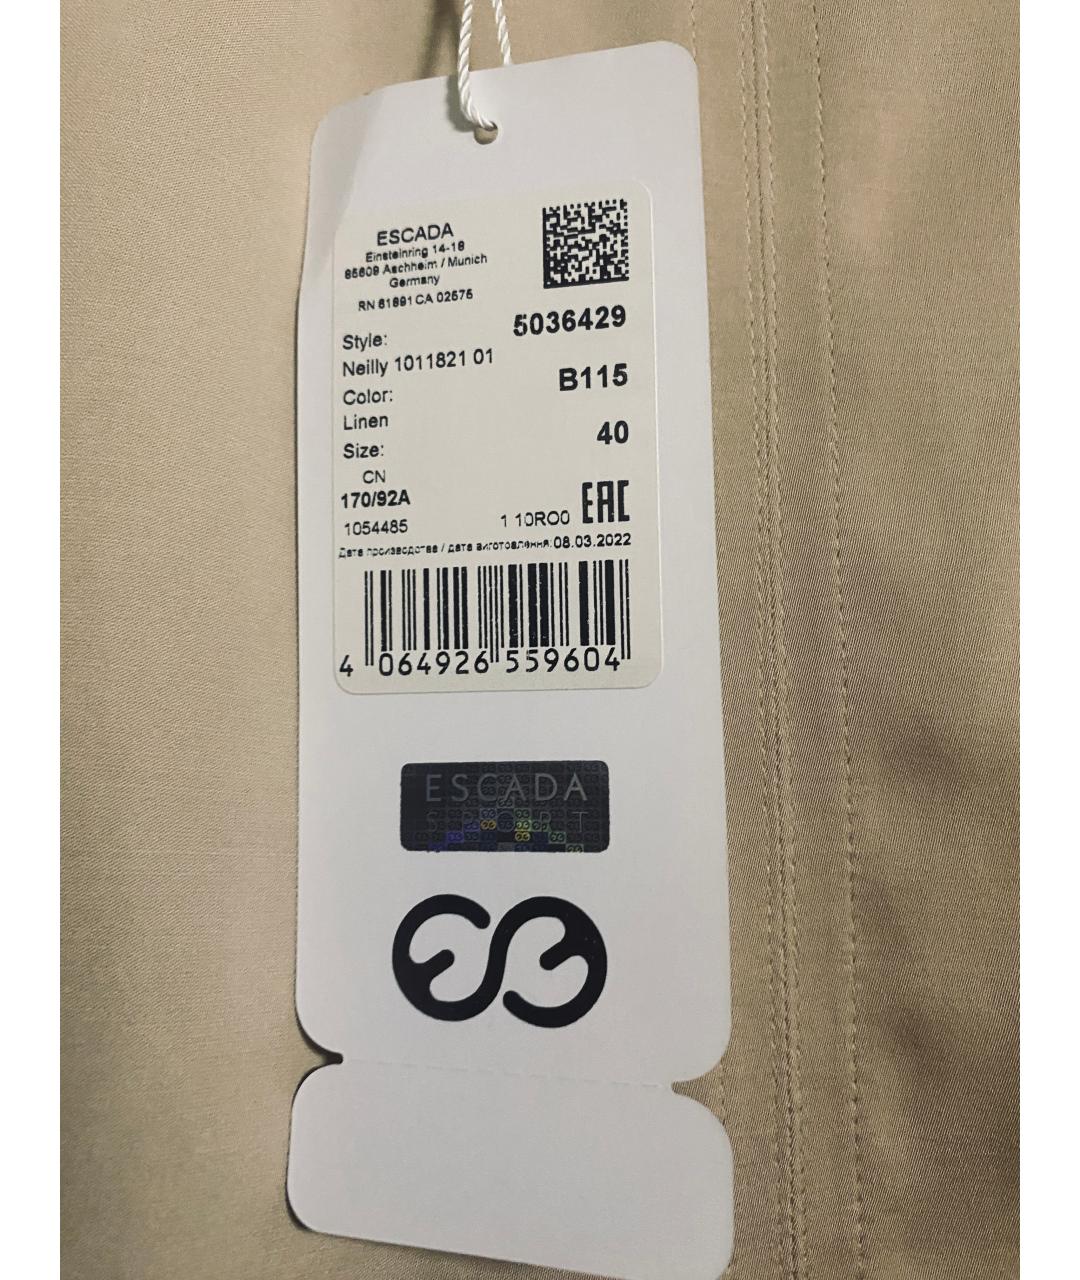 ESCADA
Einsteinring 14-18
85609 Aschheim / Munich
Germany
RN 61891 CA 02575
Style:
5036429
Neilly 1011821 01
Color:
B115
Linen
Size:
40
CN
170/92A
1054485
1 10RO0
EAC
Дата производства / дата виготовлення: 08.03.2022
4 064926 559604
ESCADA
SPORT